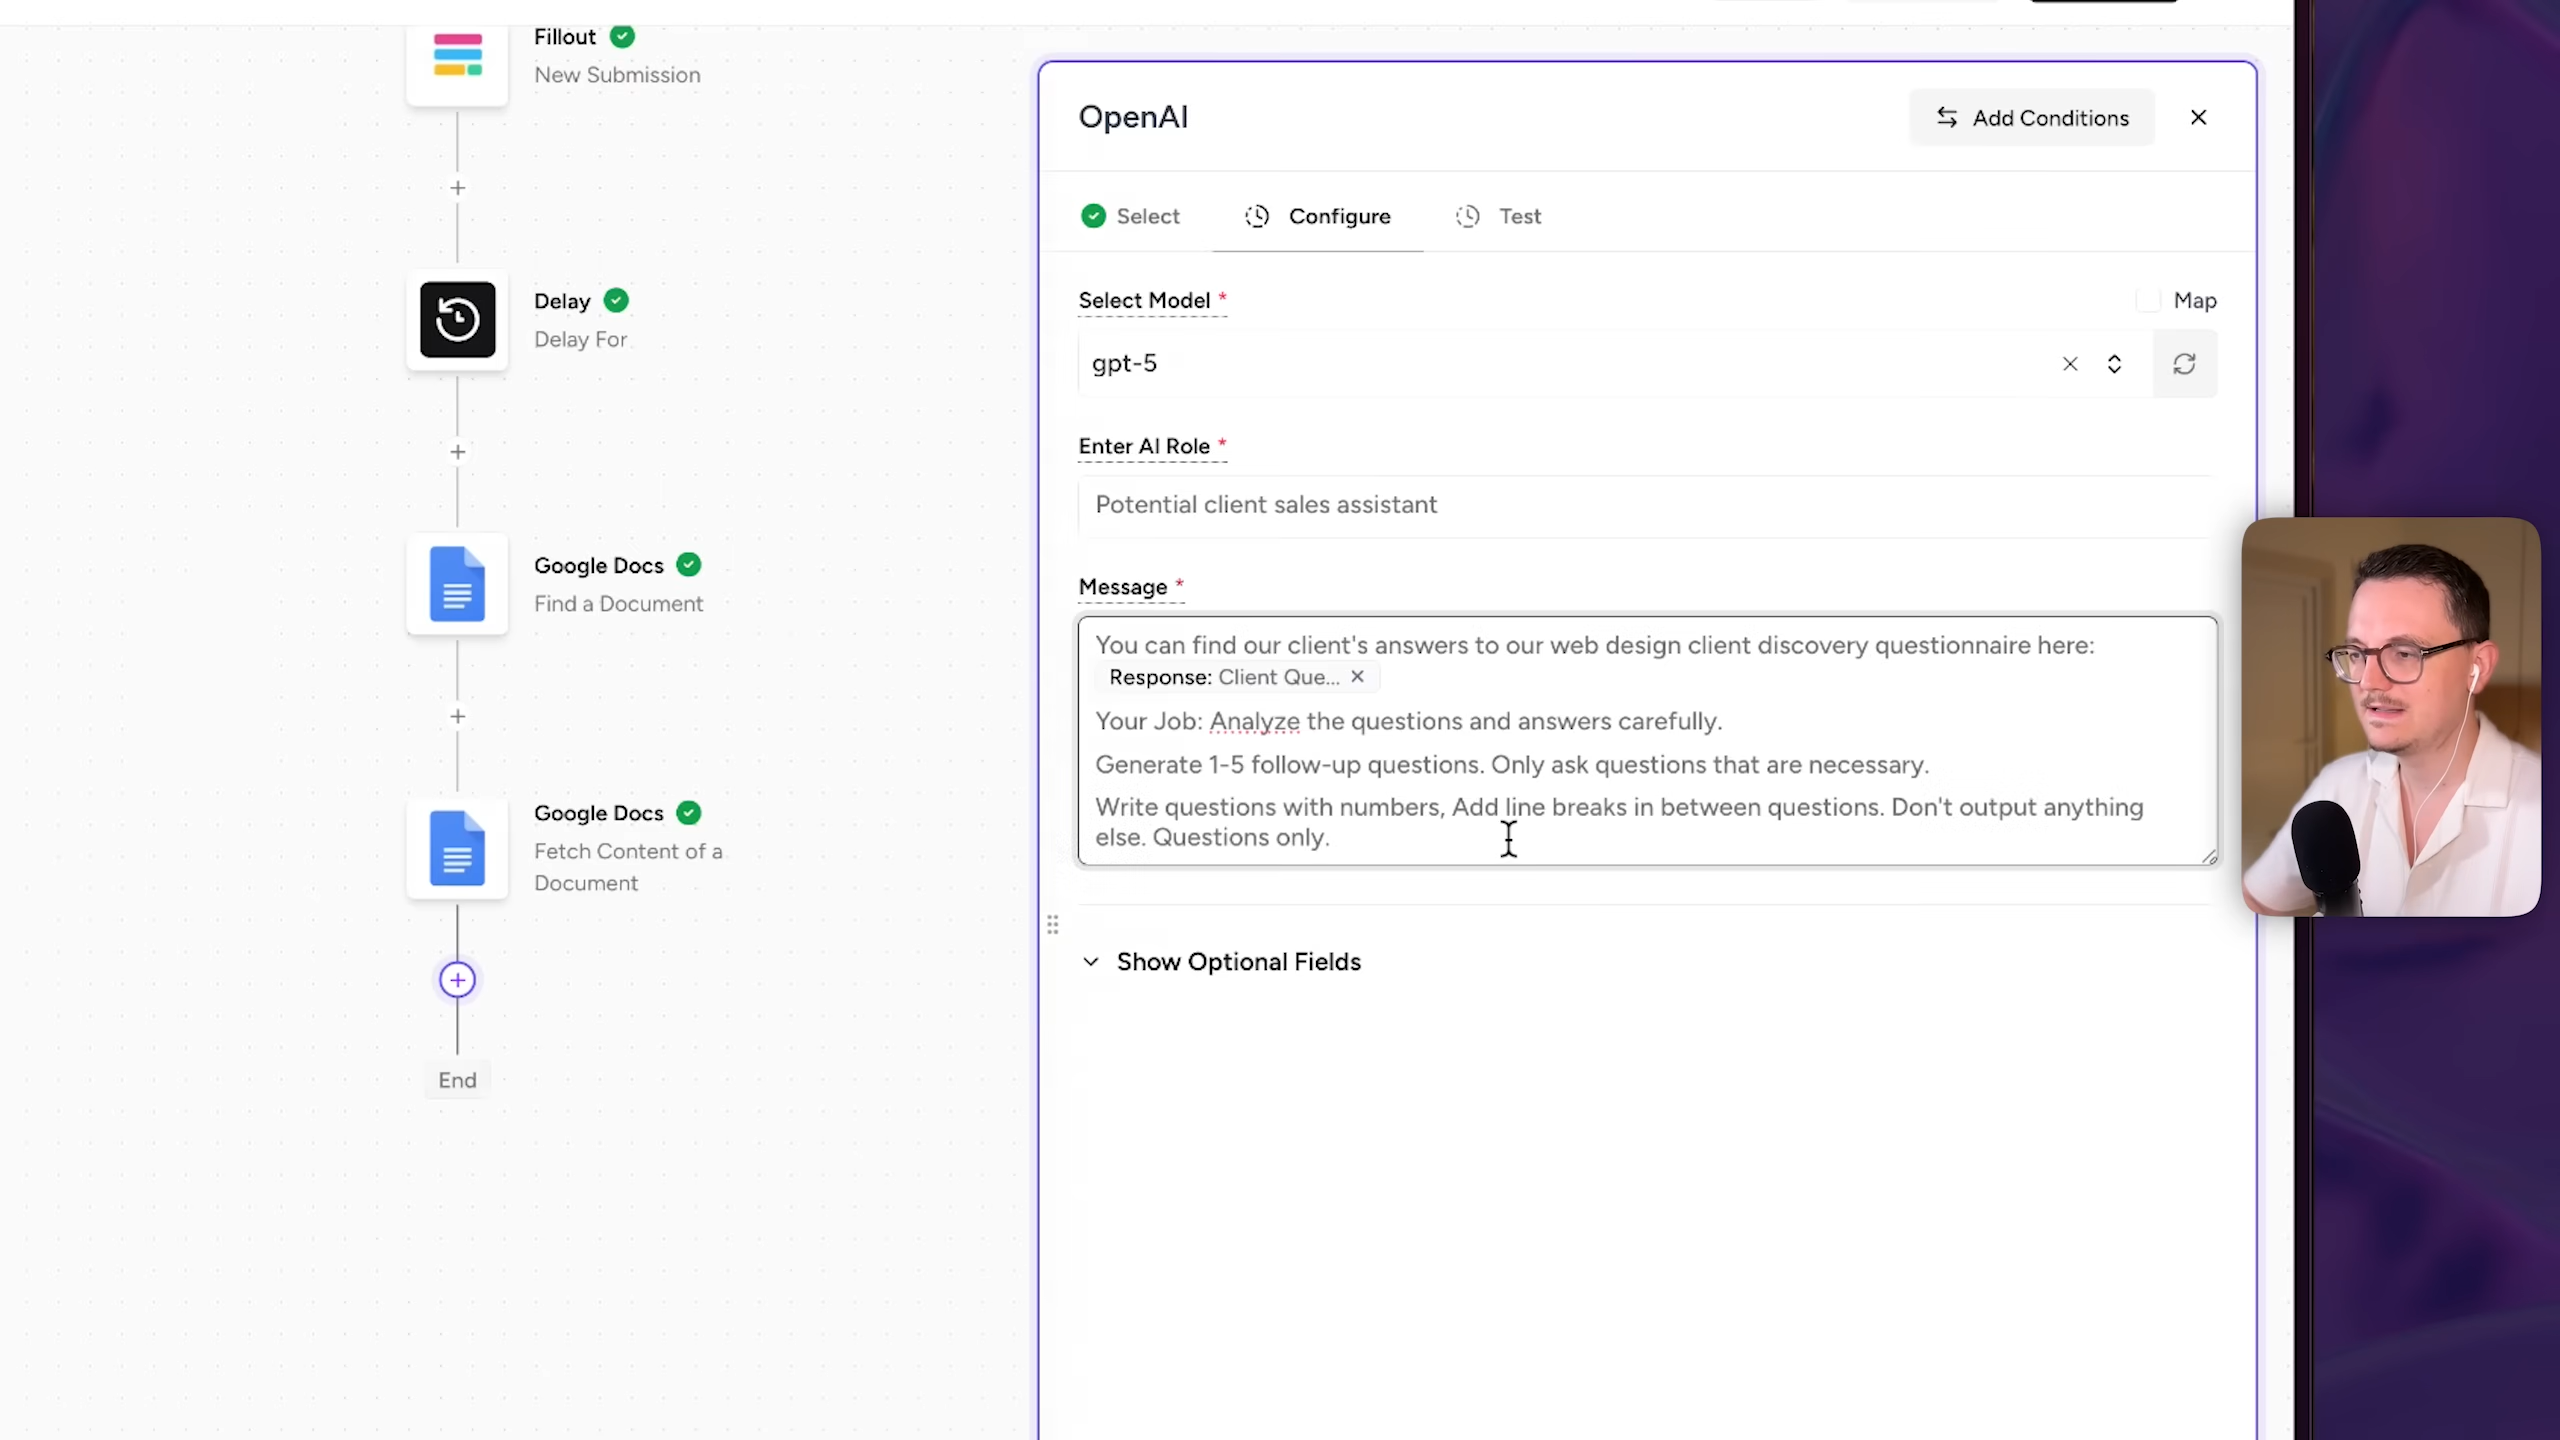 Fillout
New Submission
Delay
Delay For
Google Docs
Find a Document
Google Docs
Fetch Content of a
Document
End
OpenAI
Add Conditions
Select
Configure
Test
Select Model *
Map
gpt-5
Enter AI Role *
Potential client sales assistant
Message *
You can find our client's answers to our web design client discovery questionnaire here:
Response: Client Que...
Your Job: Analyze the questions and answers carefully.
Generate 1-5 follow-up questions. Only ask questions that are necessary.
Write questions with numbers, Add line breaks in between questions. Don't output anything
else. Questions only.
Show Optional Fields